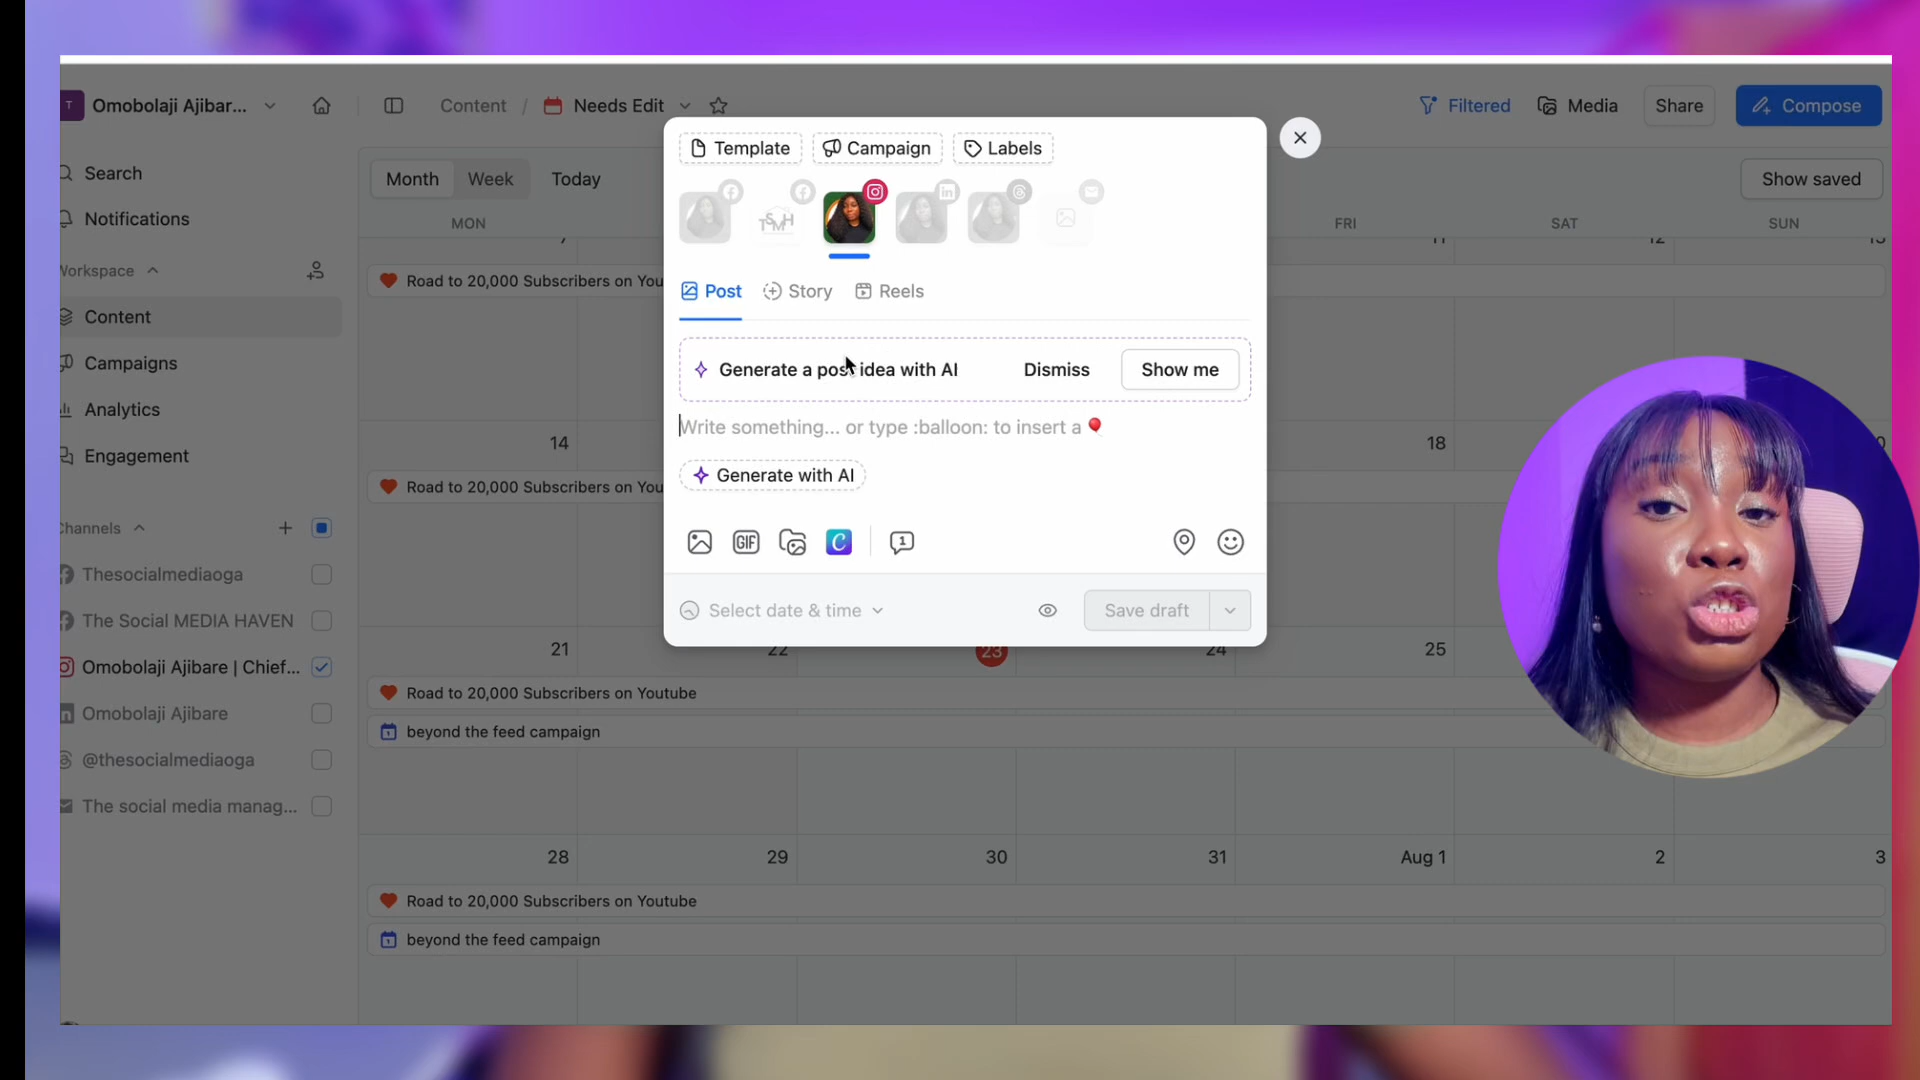 T Omobolaji Ajibar...
Content / Needs Edit
Filtered Media Share Compose
Search
Notifications
Workspace
Content
Campaigns
Analytics
Engagement
Channels
Thesocialmediaoga
The Social MEDIA HAVEN
Omobolaji Ajibare | Chief...
Omobolaji Ajibare
@thesocialmediaoga
The social media manag...
Month Week Today
Show saved
MON FRI SAT SUN
11 12 13
Road to 20,000 Subscribers on You
14 18
Road to 20,000 Subscribers on You
21 22 23 24 25
Road to 20,000 Subscribers on Youtube
beyond the feed campaign
28 29 30 31 Aug 1 2 3
Road to 20,000 Subscribers on Youtube
beyond the feed campaign
Template Campaign Labels
TSMH
Post Story Reels
Generate a post idea with AI Dismiss Show me
Write something... or type :balloon: to insert a 🎈
Generate with AI
GIF C 1
Select date & time Save draft